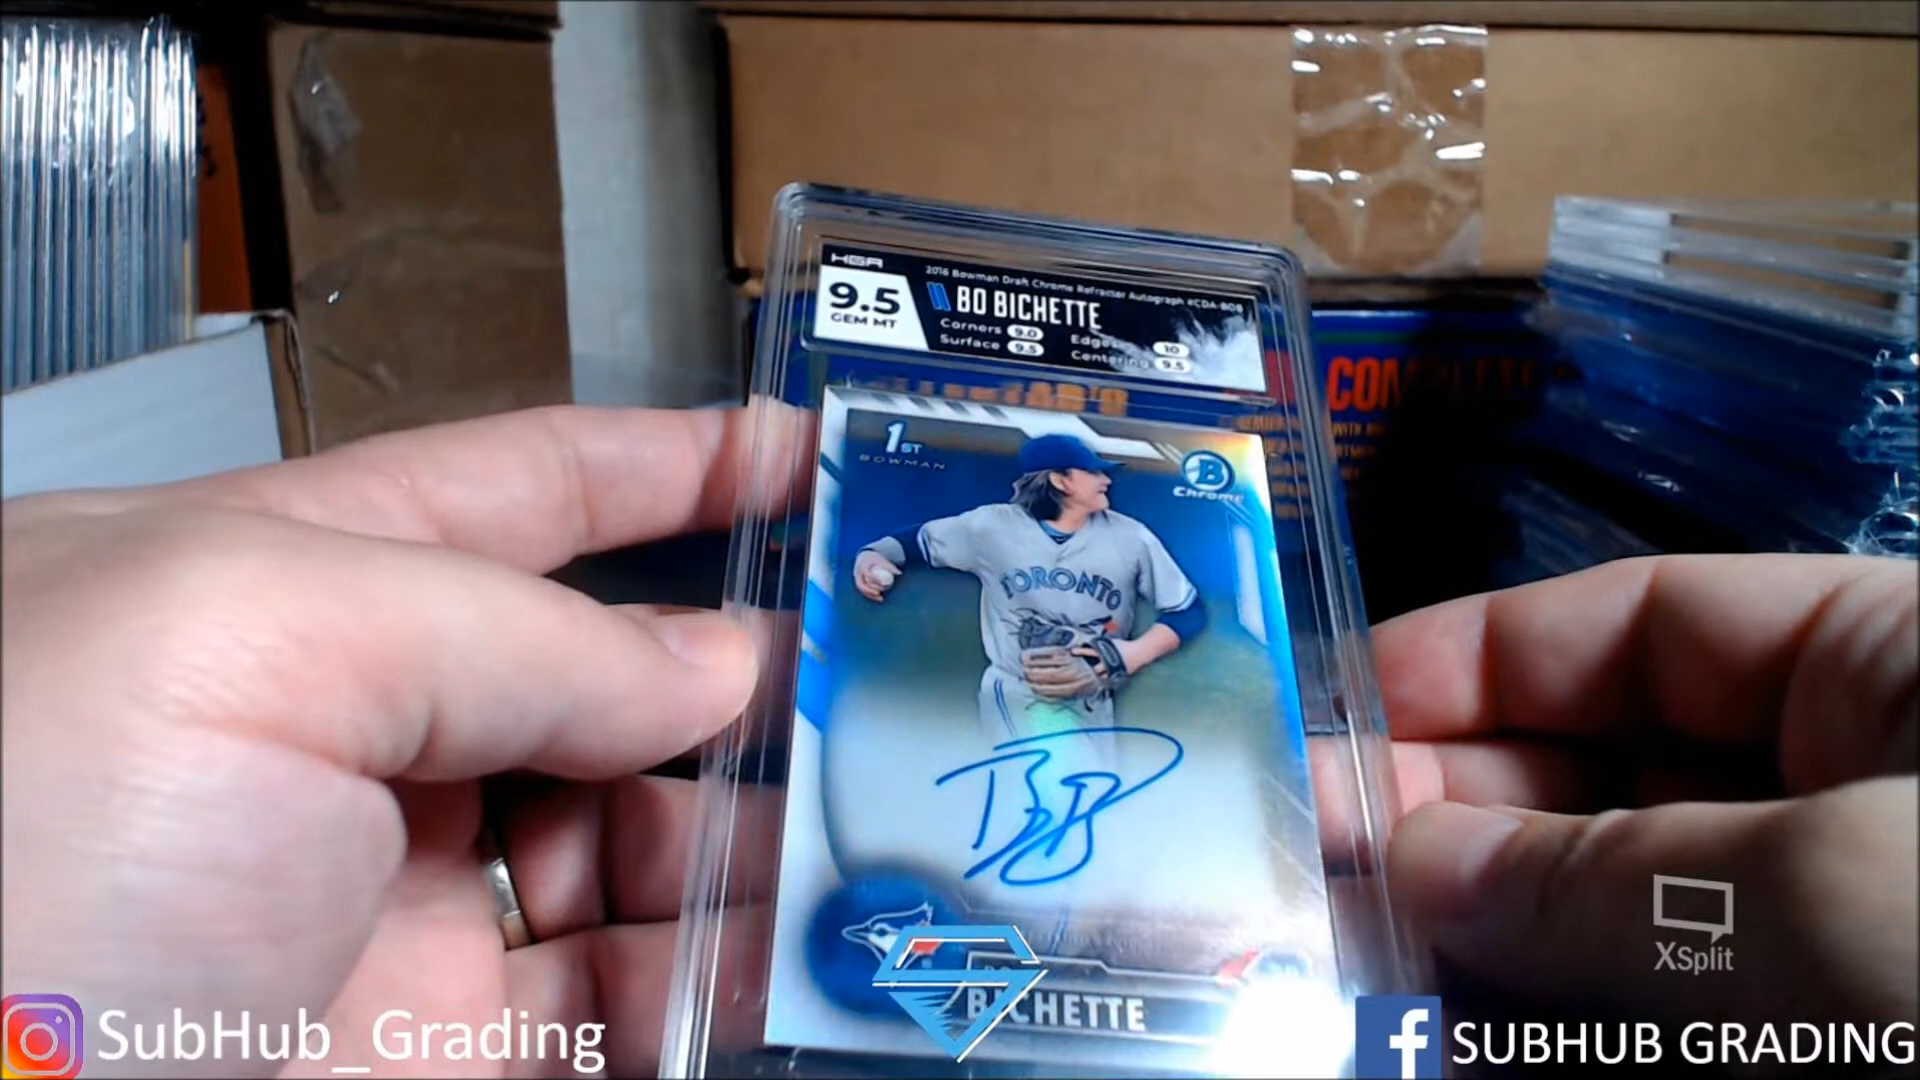 HGA
2016 Bowman Draft Chrome Refractor Autograph #CDA-BOB
9.5
GEM MT
BO BICHETTE
Corners 9.0
Edges 10
Surface 9.5
Centering 9.5
1ST
BOWMAN
B
Chrome
TORONTO
BICHETTE
XSplit
SubHub_Grading
f SUBHUB GRADING